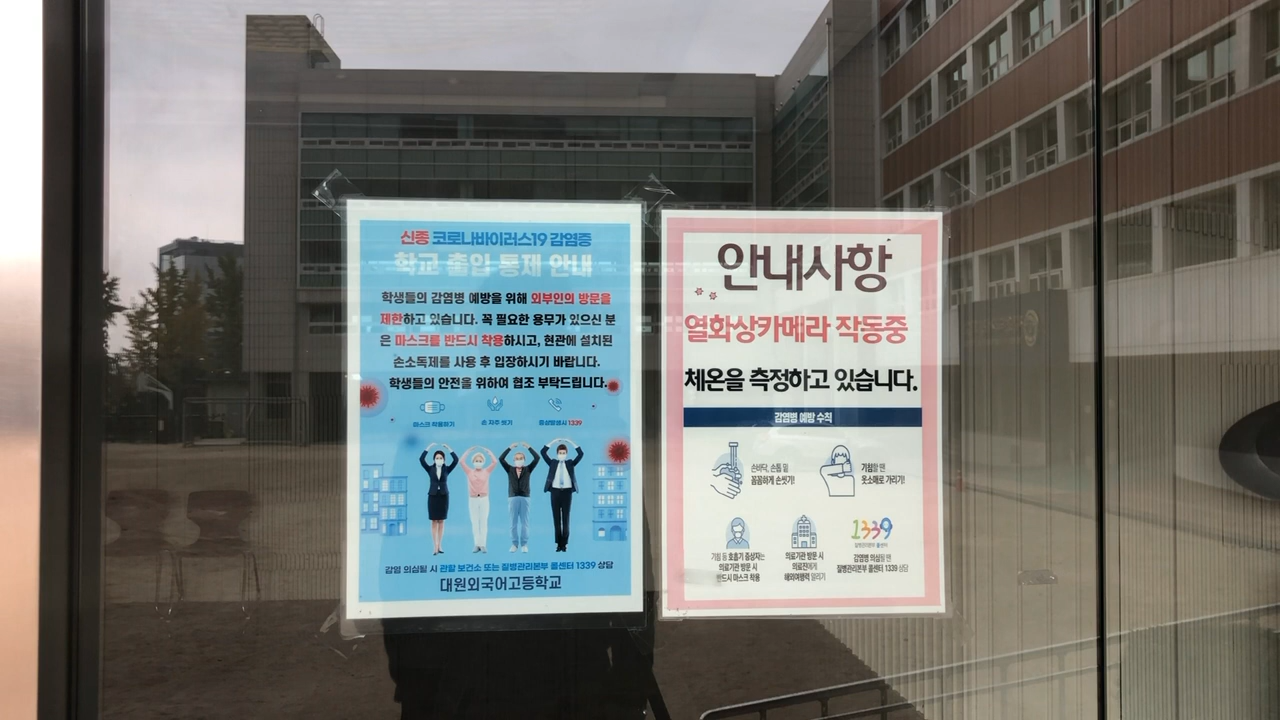 신종 코로나바이러스19 감염증
학교 출입 통제 안내
학생들의 감염병 예방을 위해 외부인의 방문을
제한하고 있습니다. 꼭 필요한 용무가 있으신 분
은 마스크를 반드시 착용하시고, 현관에 설치된
손소독제를 사용 후 입장하시기 바랍니다.
학생들의 안전을 위하여 협조 부탁드립니다.
마스크 착용하기
손 자주 씻기
증상발생시 1339
감염 의심될 시 관할 보건소 또는 질병관리본부 콜센터 1339 상담
대원외국어고등학교
안내사항
열화상카메라 작동중
체온을 측정하고 있습니다.
감염병 예방 수칙
손바닥, 손톱 밑
꼼꼼하게 손씻기!
기침할 땐
옷소매로 가리기!
기침 등 호흡기 증상자는
의료기관 방문 시
반드시 마스크 착용
의료기관 방문 시
의료진에게
해외여행력 알리기
1339
질병관리본부 콜센터
감염병 의심될 땐
질병관리본부 콜센터 1339 상담